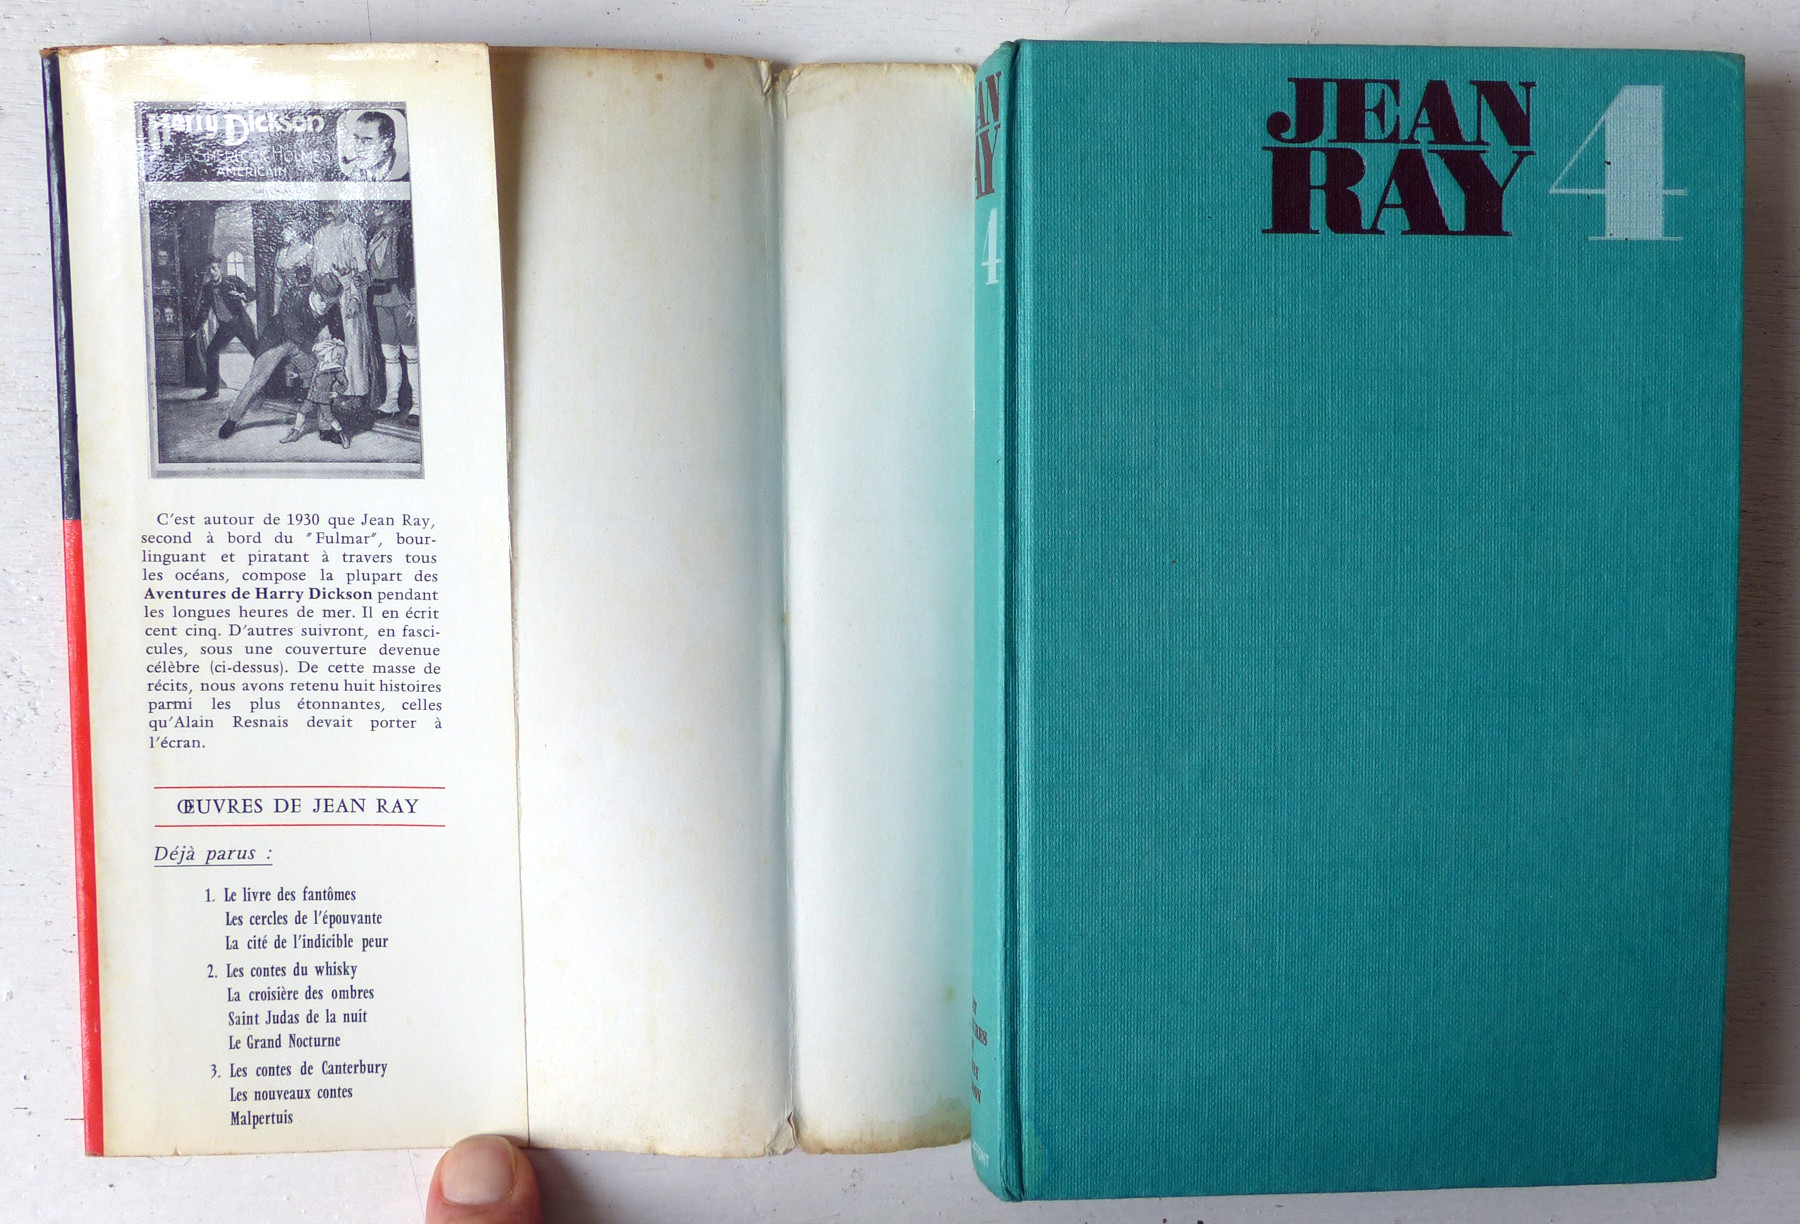 Harry Dickson
SHERLOCK HOLMES
AMERICAIN
C'est autour de 1930 que Jean Ray,
second à bord du "Fulmar", bour-
linguant et piratant à travers tous
les océans, compose la plupart des
Aventures de Harry Dickson pendant
les longues heures de mer. Il en écrit
cent cinq. D'autres suivront, en fasci-
cules, sous une couverture devenue
célèbre (ci-dessus). De cette masse de
récits, nous avons retenu huit histoires
parmi les plus étonnantes, celles
qu'Alain Resnais devait porter à
l'écran.
ŒUVRES DE JEAN RAY
Déjà parus :
1. Le livre des fantômes
Les cercles de l'épouvante
La cité de l'indicible peur
2. Les contes du whisky
La croisière des ombres
Saint Judas de la nuit
Le Grand Nocturne
3. Les contes de Canterbury
Les nouveaux contes
Malpertuis
4
JEAN
RAY 4